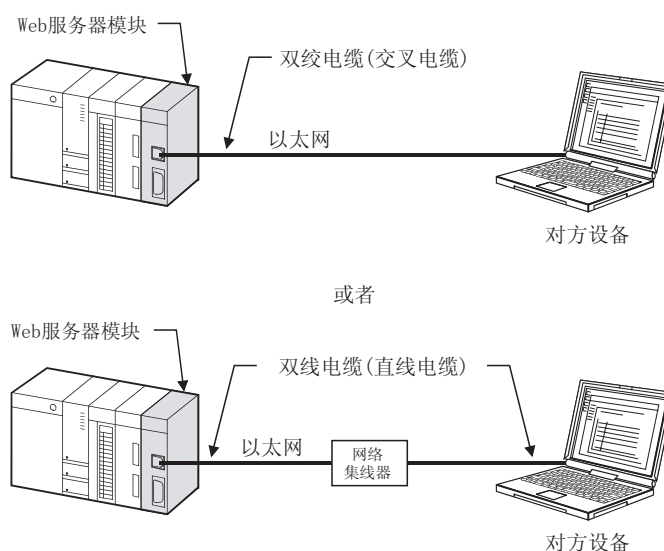 Web服务器模块
双绞电缆(交叉电缆)
以太网
对方设备
或者
Web服务器模块
双线电缆(直线电缆)
以太网
网络
集线器
对方设备